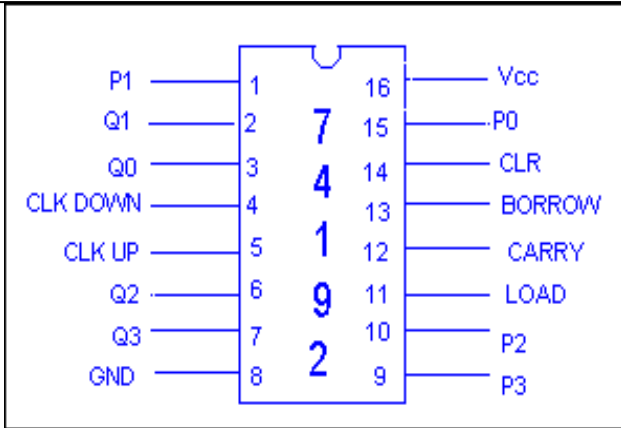 P1 1 16 Vcc
Q1 2 15 P0
Q0 3 14 CLR
CLK DOWN 4 13 BORROW
CLK UP 5 12 CARRY
Q2 6 11 LOAD
Q3 7 10 P2
GND 8 9 P3
7
4
1
9
2